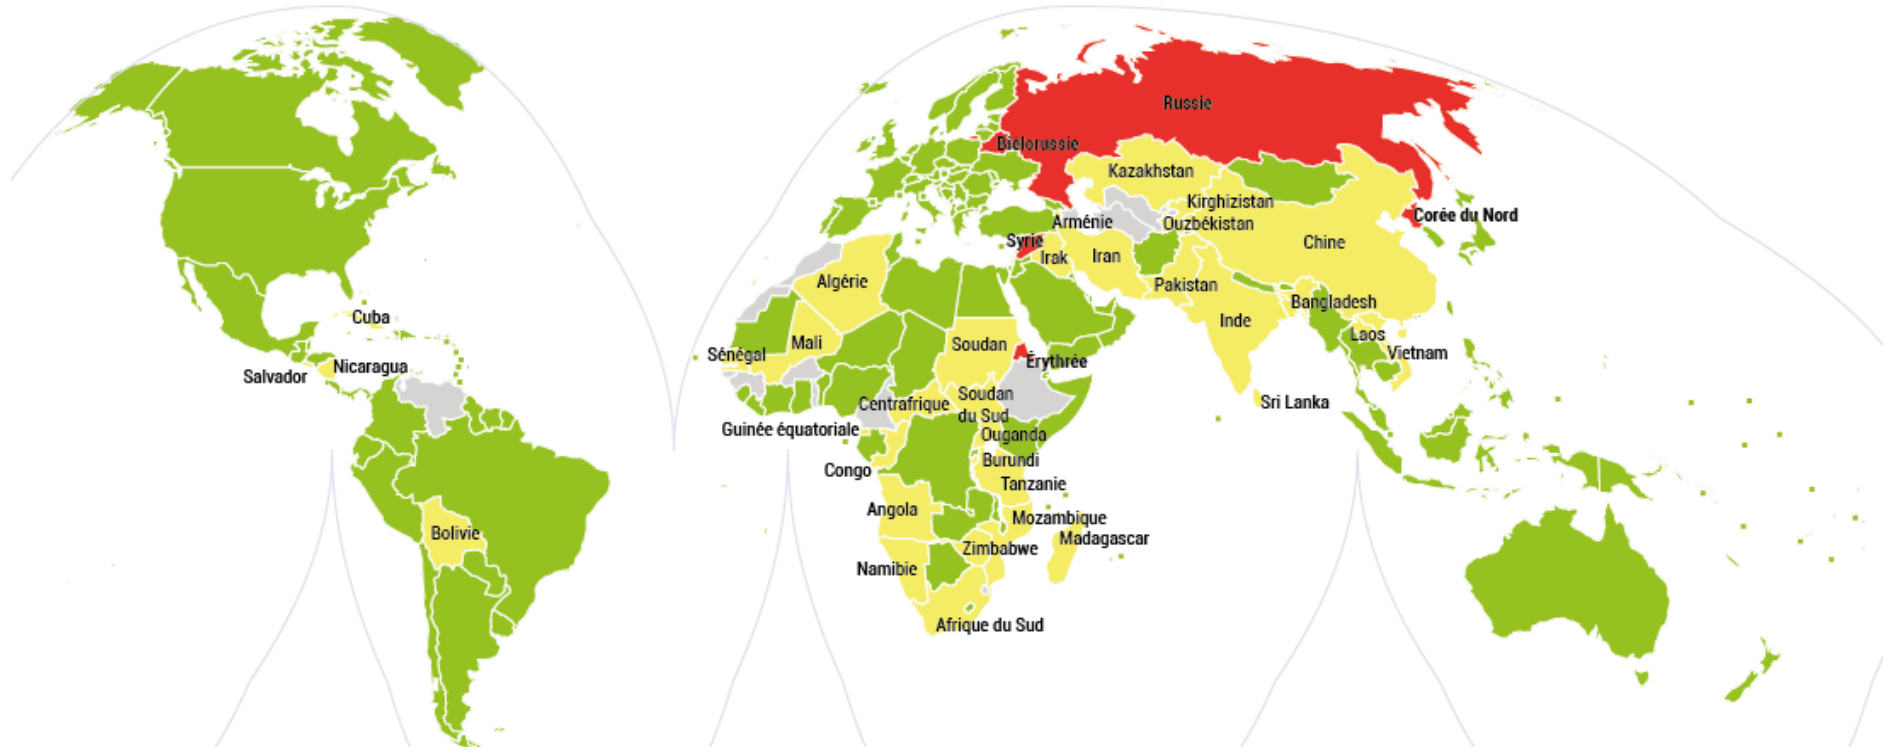 Russie
Biélorussie
Kazakhstan
Kirghizistan
Corée du Nord
Arménie
Ouzbékistan
Syrie
Chine
Irak
Iran
Algérie
Pakistan
Bangladesh
Cuba
Inde
Laos
Mali
Soudan
Sénégal
Vietnam
Érythrée
Nicaragua
Salvador
Soudan
du Sud
Centrafrique
Sri Lanka
Guinée équatoriale
Ouganda
Burundi
Congo
Tanzanie
Angola
Mozambique
Bolivie
Madagascar
Zimbabwe
Namibie
Afrique du Sud